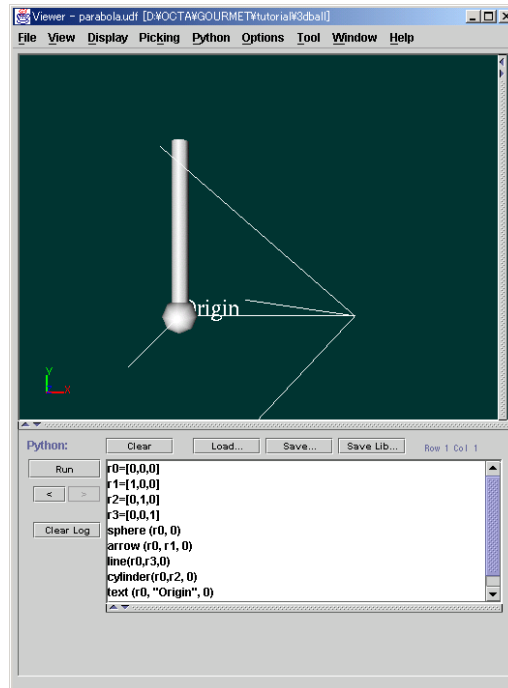 Viewer - parabola.udf [D:¥OCTA¥GOURMET¥tutorial¥3dball]
File View Display Picking Python Options Tool Window Help
Origin
y
x
Python:
Clear Load... Save... Save Lib... Row 1 Col 1
Run
< >
Clear Log
r0=[0,0,0]
r1=[1,0,0]
r2=[0,1,0]
r3=[0,0,1]
sphere (r0, 0)
arrow (r0, r1, 0)
line(r0,r3,0)
cylinder(r0,r2, 0)
text (r0, "Origin", 0)